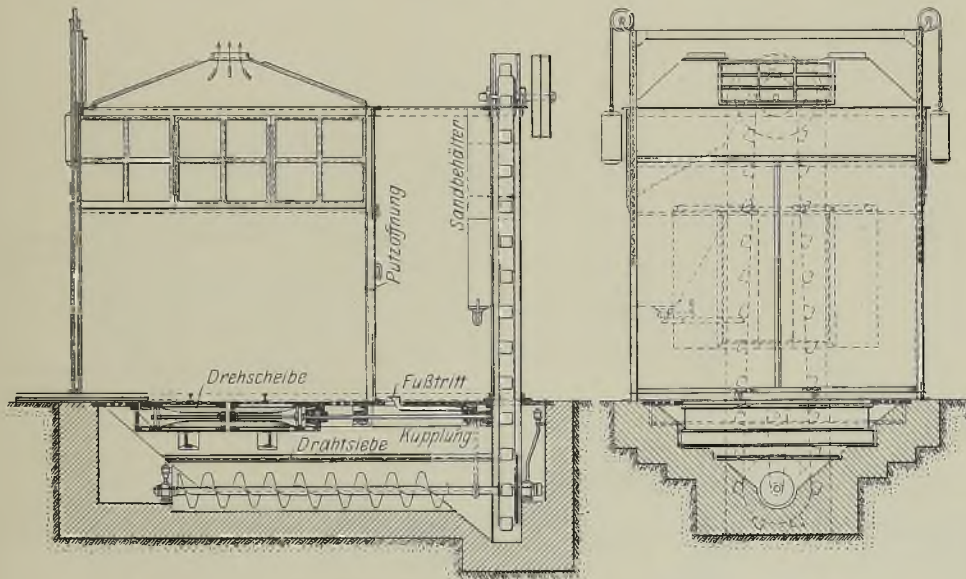 Putzöffnung
Sandbehälter
Drehscheibe
Fußtritt
Drahtsiebe
Kupplung